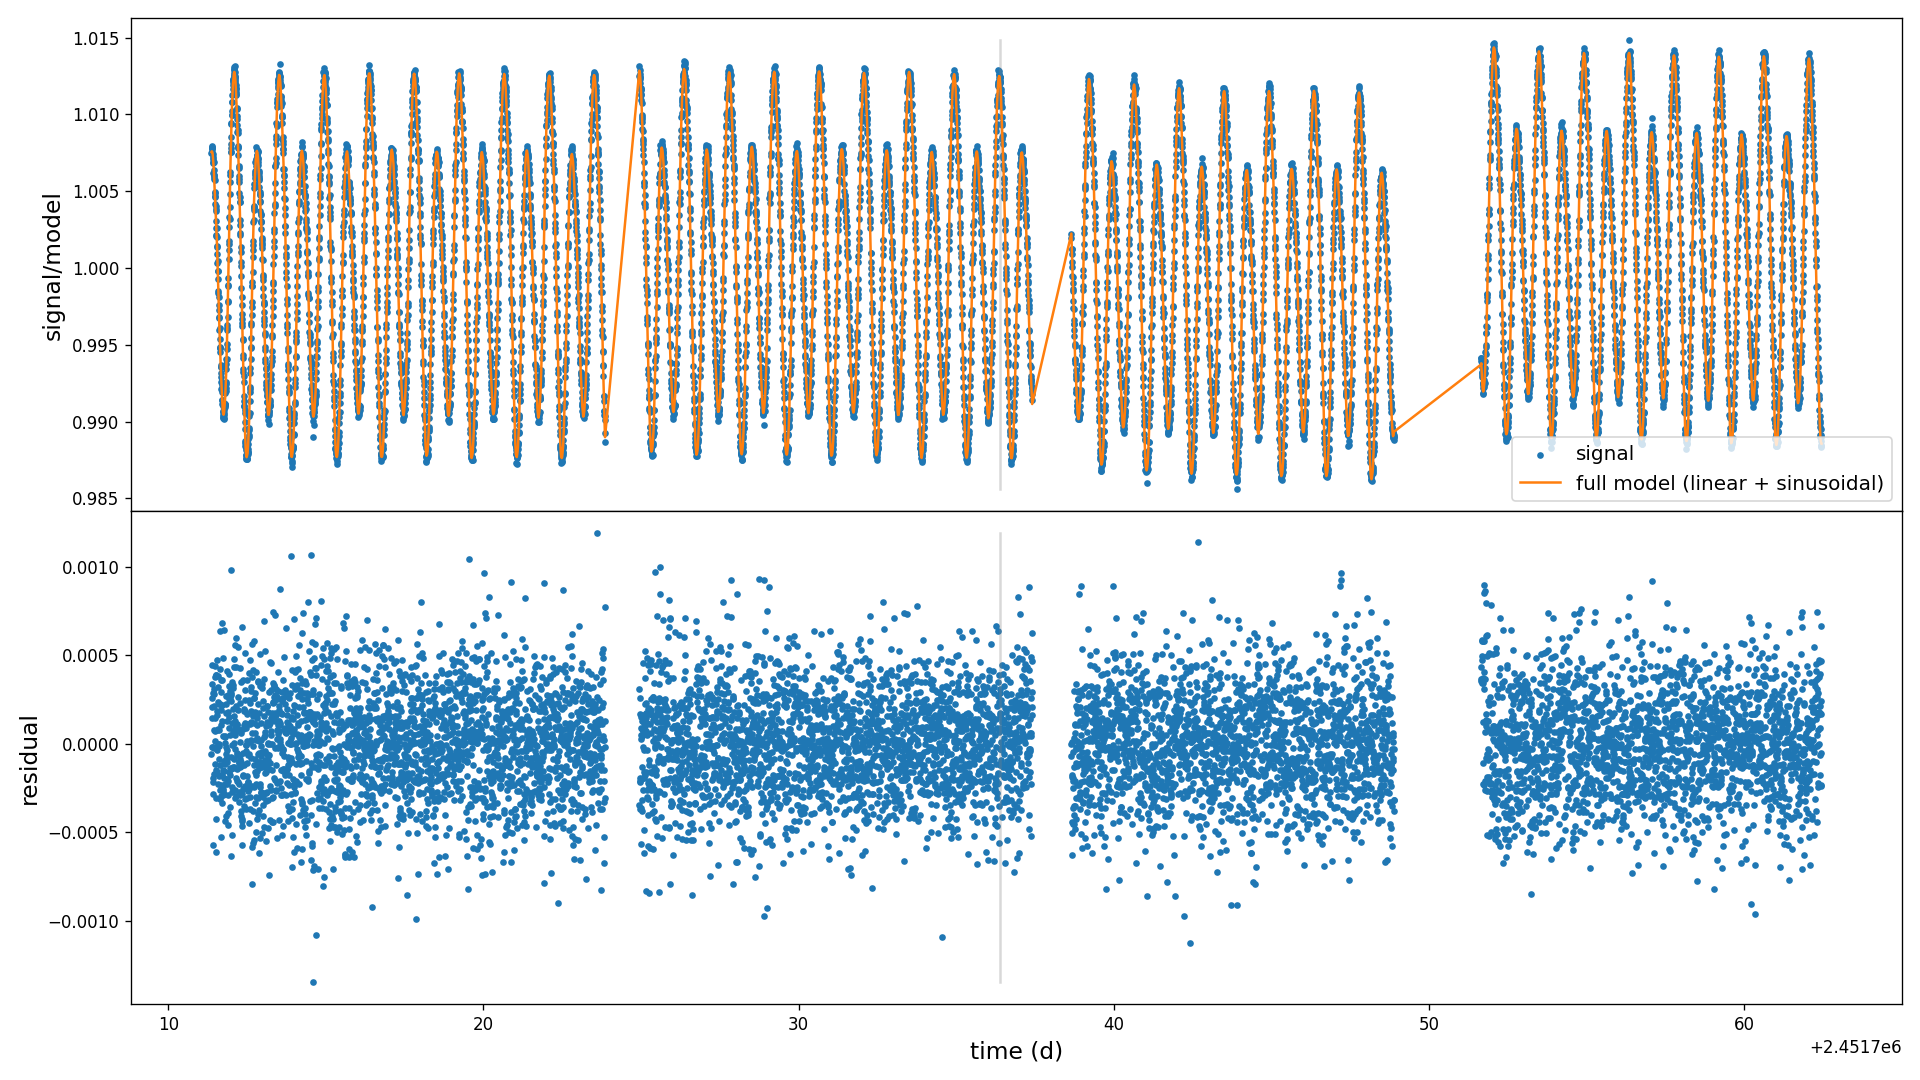 1.015
1.010
1.005
1.000
0.995
0.990
0.985
signal/model
signal
full model (linear + sinusoidal)
0.0010
0.0005
0.0000
−0.0005
−0.0010
residual
10 20 30 40 50 60
time (d)
+2.4517e6